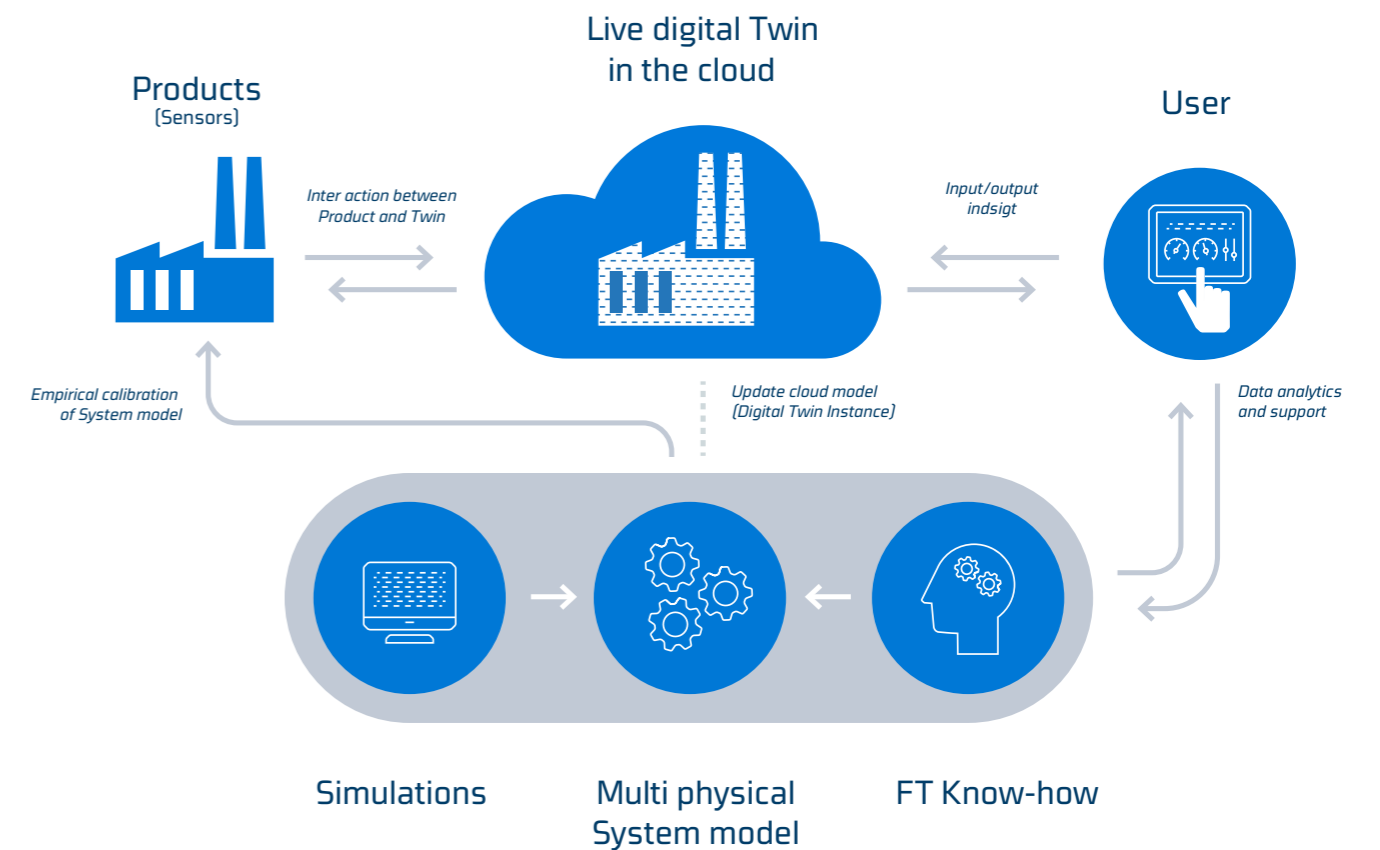 Live digital Twin
in the cloud
Products
(Sensors)
User
Inter action between
Product and Twin
Input/output
indsigt
Empirical calibration
of System model
Update cloud model
(Digital Twin Instance)
Data analytics
and support
Simulations
Multi physical
System model
FT Know-how